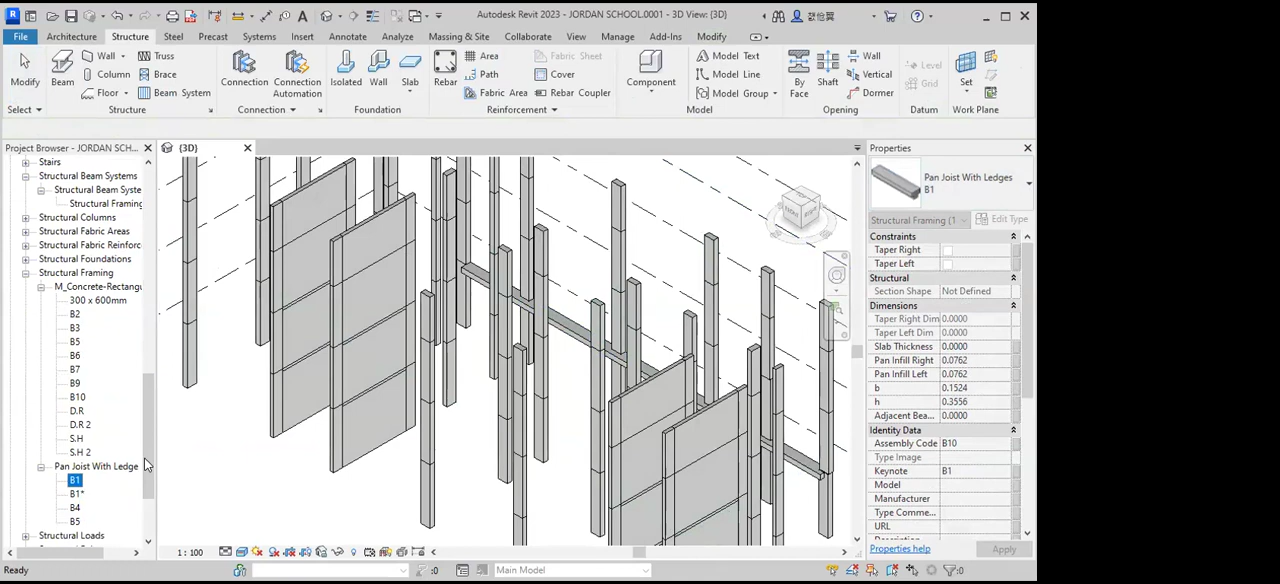 Autodesk Revit 2023 - JORDAN SCHOOL.0001 - 3D View: {3D}
File Architecture Structure Steel Precast Systems Insert Annotate Analyze Massing & Site Collaborate View Manage Add-Ins Modify
Wall Truss Area Fabric Sheet Model Text Wall Level
Column Brace Path Cover Model Line Vertical Grid
Modify Beam Floor Beam System Connection Connection Automation Isolated Wall Slab Rebar Fabric Area Rebar Coupler Component Model Group By Face Shaft Dormer Set
Select Structure Connection Foundation Reinforcement Model Opening Datum Work Plane
Project Browser - JORDAN SCH... {3D} Properties
Stairs
Structural Beam Systems
Structural Beam Syste
Structural Framing
Structural Columns
Structural Fabric Areas
Structural Fabric Reinforc
Structural Foundations
Structural Framing
M_Concrete-Rectangu
300 x 600mm
B2
B3
B5
B6
B7
B9
B10
D.R
D.R 2
S.H
S.H 2
Pan Joist With Ledge
B1
B1*
B4
B5
Structural Loads
Pan Joist With Ledges
B1
Structural Framing (1 Edit Type
Constraints
Taper Right
Taper Left
Structural
Section Shape Not Defined
Dimensions
Taper Right Dim 0.0000
Taper Left Dim 0.0000
Slab Thickness 0.0000
Pan Infill Right 0.0762
Pan Infill Left 0.0762
b 0.1524
h 0.3556
Adjacent Bea... 0.0000
Identity Data
Assembly Code B10
Type Image
Keynote B1
Model
Manufacturer
Type Comme...
URL
Properties help Apply
1 : 100
Ready :0 Main Model :0